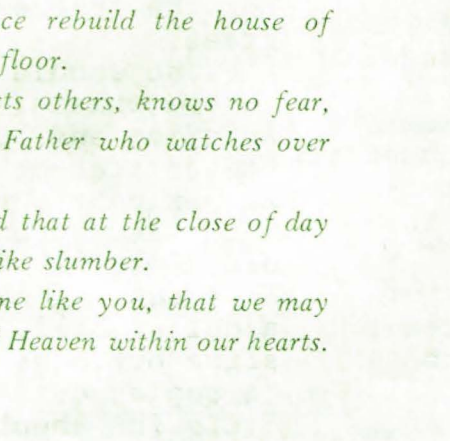 ce rebuild the house of
floor.
ts others, knows no fear,
Father who watches over
d that at the close of day
ike slumber.
ne like you, that we may
Heaven within our hearts.